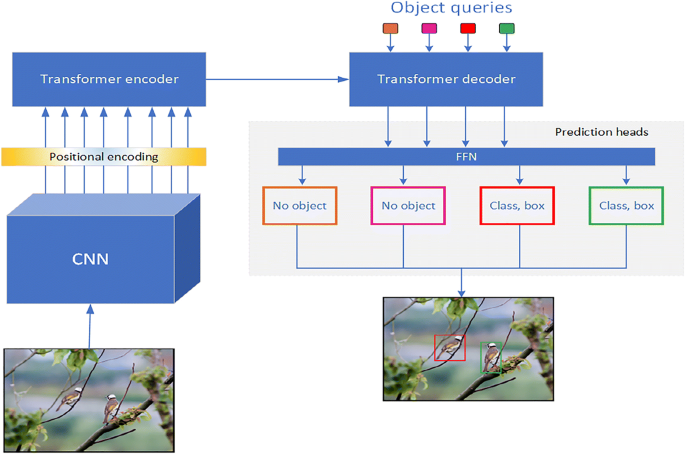 Object queries
Transformer encoder
Transformer decoder
Positional encoding
CNN
Prediction heads
FFN
No object
No object
Class, box
Class, box